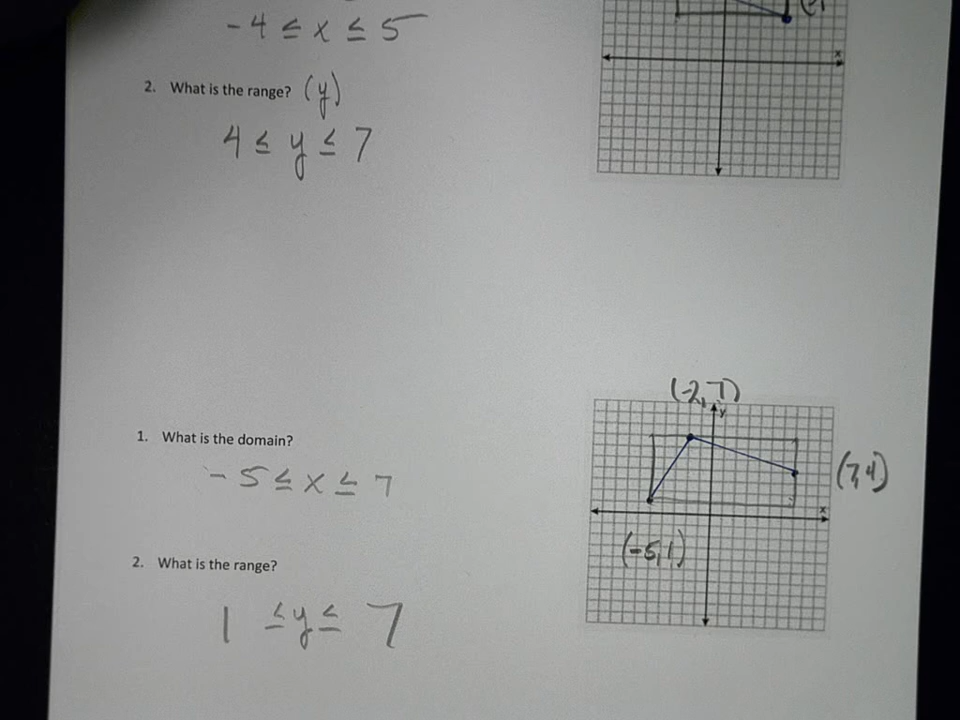 -4 ≤ x ≤ 5
x
2. What is the range? (y)
4 ≤ y ≤ 7
(-2, 7)
y
1. What is the domain?
-5 ≤ x ≤ 7
(7,4)
x
(-5,1)
2. What is the range?
1 ≤ y ≤ 7